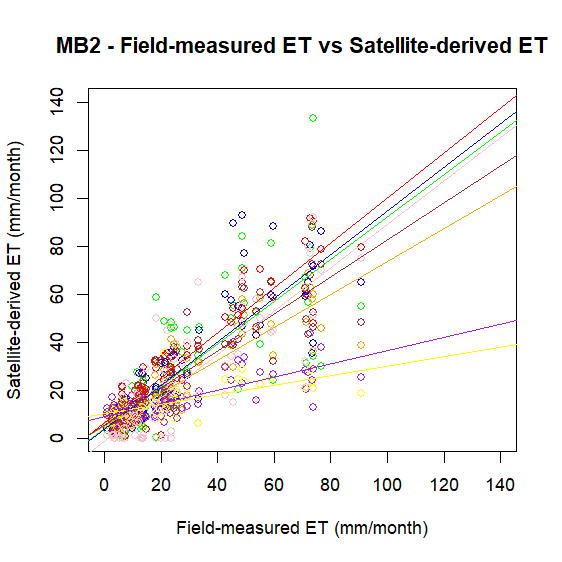 MB2 - Field-measured ET vs Satellite-derived ET
Satellite-derived ET (mm/month)
140
120
100
80
60
40
20
0
0 20 40 60 80 100 120 140
Field-measured ET (mm/month)